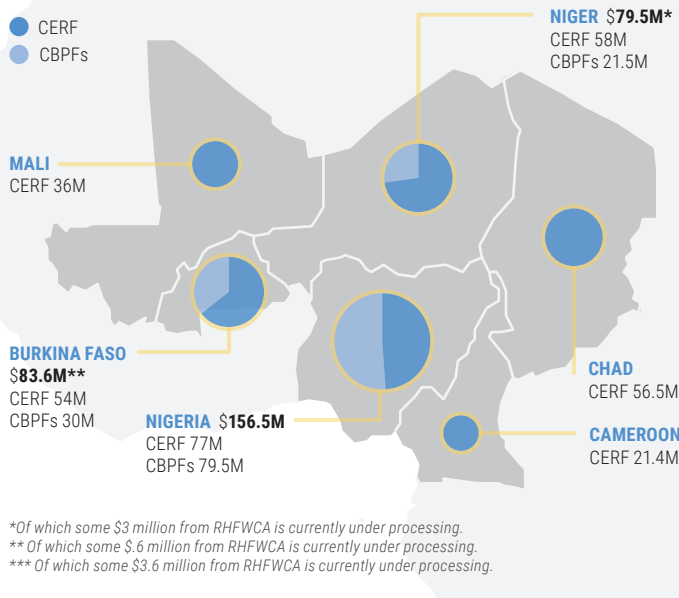 CERF
CBPFs
NIGER $79.5M*
CERF 58M
CBPFs 21.5M
MALI
CERF 36M
BURKINA FASO
$83.6M**
CERF 54M
CBPFs 30M
NIGERIA $156.5M
CERF 77M
CBPFs 79.5M
CHAD
CERF 56.5M
CAMEROON
CERF 21.4M
*Of which some $3 million from RHFWCA is currently under processing.
** Of which some $.6 million from RHFWCA is currently under processing.
*** Of which some $3.6 million from RHFWCA is currently under processing.